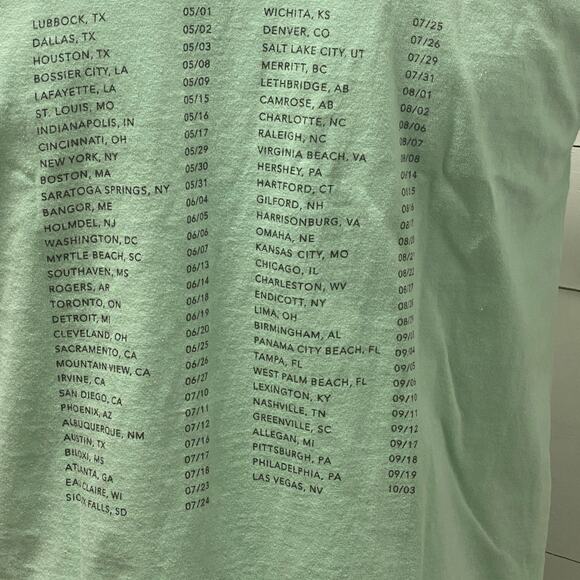 LUBBOCK, TX 05/01
DALLAS, TX 05/02
HOUSTON, TX 05/03
BOSSIER CITY, LA 05/08
LAFAYETTE, LA 05/09
ST. LOUIS, MO 05/15
INDIANAPOLIS, IN 05/16
CINCINNATI, OH 05/17
NEW YORK, NY 05/29
BOSTON, MA 05/30
SARATOGA SPRINGS, NY 05/31
BANGOR, ME 06/04
HOLMDEL, NJ 06/05
WASHINGTON, DC 06/06
MYRTLE BEACH, SC 06/07
SOUTHAVEN, MS 06/13
ROGERS, AR 06/14
TORONTO, ON 06/18
DETROIT, MI 06/19
CLEVELAND, OH 06/20
SACRAMENTO, CA 06/25
MOUNTAIN VIEW, CA 06/26
IRVINE, CA 06/27
SAN DIEGO, CA 07/10
PHOENIX, AZ 07/11
ALBUQUERQUE, NM 07/12
AUSTIN, TX 07/16
BILOXI, MS 07/17
ATLANTA, GA 07/18
EAU CLAIRE, WI 07/23
SIOUX FALLS, SD 07/24
WICHITA, KS 07/25
DENVER, CO 07/26
SALT LAKE CITY, UT 07/29
MERRITT, BC 07/31
LETHBRIDGE, AB 08/01
CAMROSE, AB 08/02
CHARLOTTE, NC 08/06
RALEIGH, NC 08/07
VIRGINIA BEACH, VA 08/08
HERSHEY, PA
HARTFORD, CT
GILFORD, NH
HARRISONBURG, VA
OMAHA, NE
KANSAS CITY, MO
CHICAGO, IL 08/22
CHARLESTON, WV
ENDICOTT, NY
LIMA, OH
BIRMINGHAM, AL
PANAMA CITY BEACH, FL 09/04
TAMPA, FL 09/05
WEST PALM BEACH, FL 09/06
LEXINGTON, KY 09/10
NASHVILLE, TN 09/11
GREENVILLE, SC 09/12
ALLEGAN, MI 09/17
PITTSBURGH, PA 09/18
PHILADELPHIA, PA 09/19
LAS VEGAS, NV 10/03